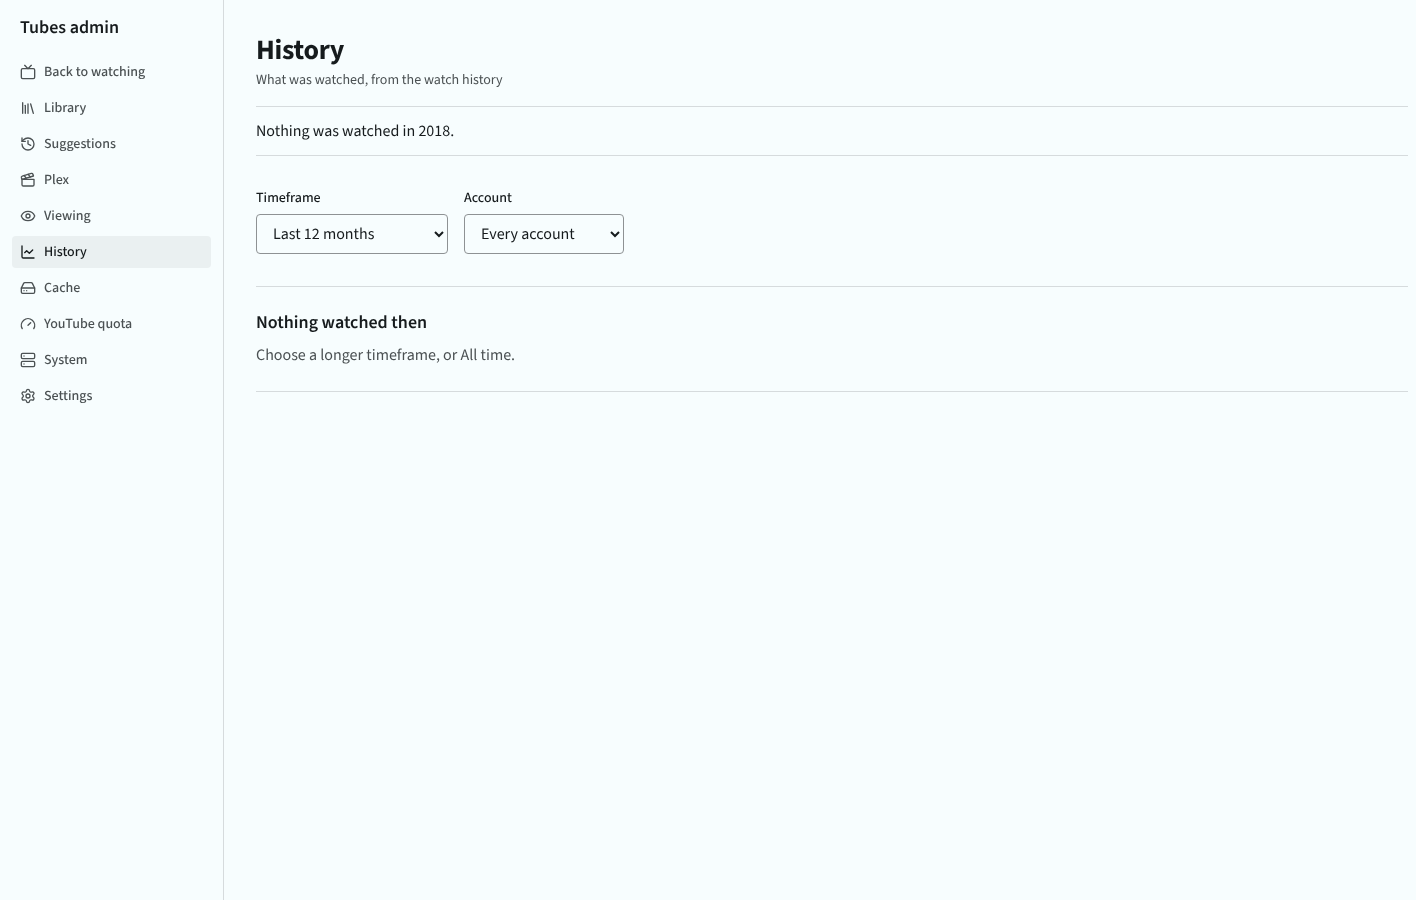 Tubes admin
Back to watching
Library
Suggestions
Plex
Viewing
History
Cache
YouTube quota
System
Settings
History
What was watched, from the watch history
Nothing was watched in 2018.
Timeframe
Account
Last 12 months
Every account
Nothing watched then
Choose a longer timeframe, or All time.